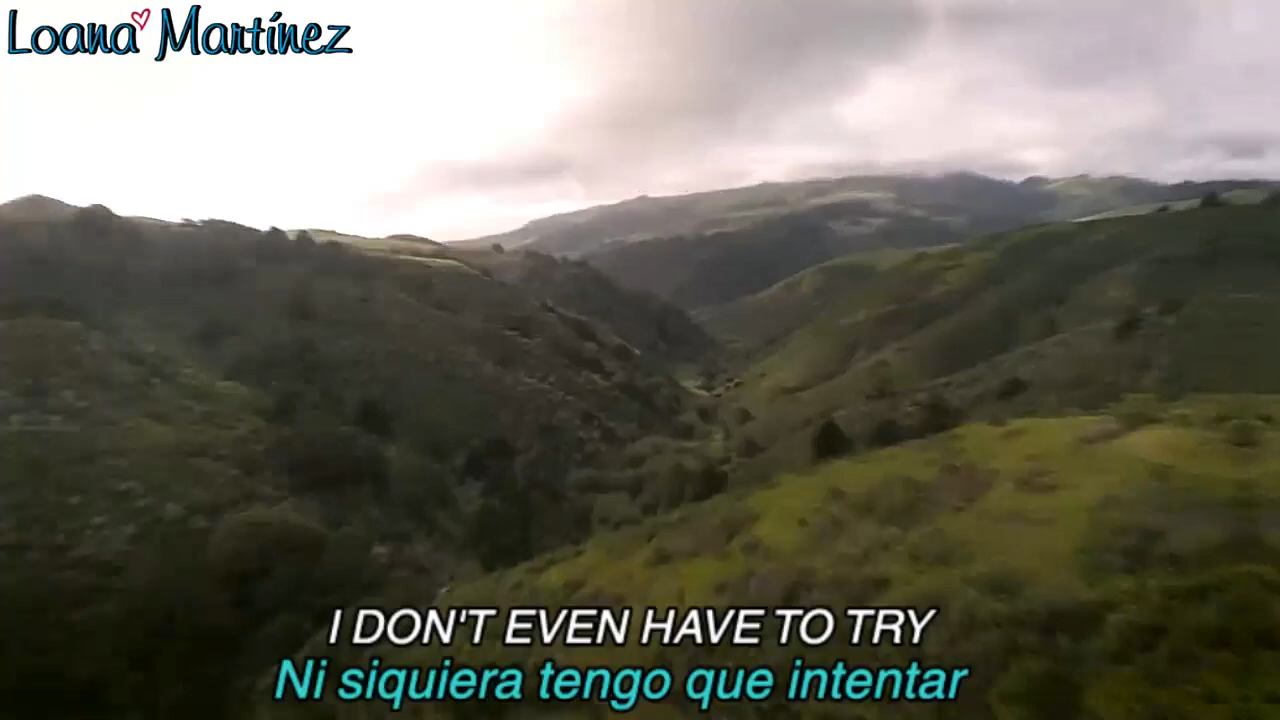 Loana Martínez
I DON'T EVEN HAVE TO TRY
Ni siquiera tengo que intentar